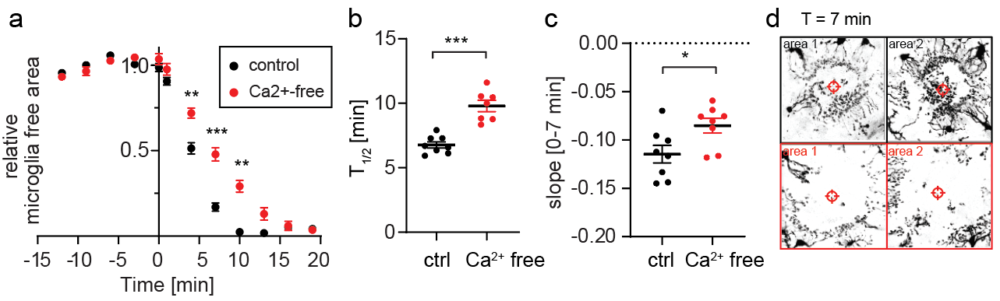 a
relative
microglia free area
1.0
0.5
control
Ca2+-free
**
***
**
-15 -10 -5 0 5 10 15 20
Time [min]
b
T1/2 [min]
15
10
5
0
***
ctrl Ca²⁺ free
c
slope [0-7 min]
0.00
-0.05
-0.10
-0.15
-0.20
*
ctrl Ca²⁺ free
d T = 7 min
area 1 area 2
area 1 area 2